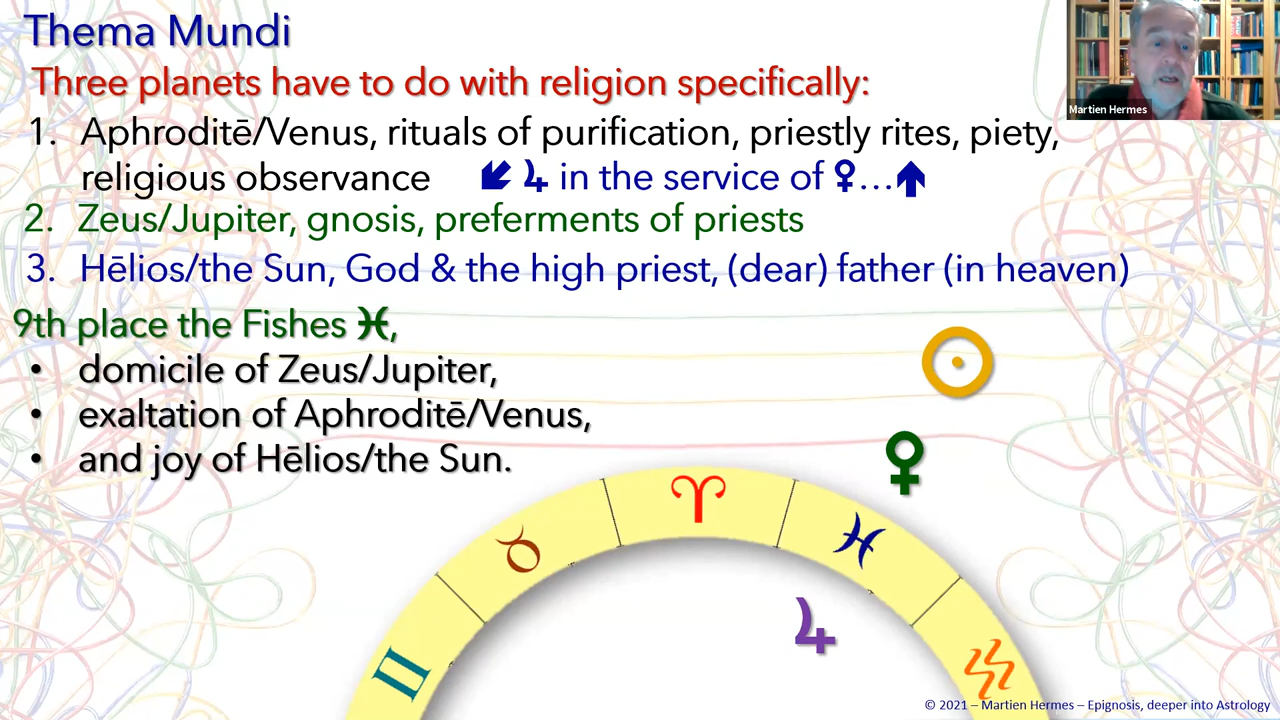 Thema Mundi
Three planets have to do with religion specifically:
Martien Hermes
1. Aphroditē/Venus, rituals of purification, priestly rites, piety,
religious observance 🡿 ♃ in the service of ♀…🡹
2. Zeus/Jupiter, gnosis, preferments of priests
3. Hēlios/the Sun, God & the high priest, (dear) father (in heaven)
9th place the Fishes ♓,
• domicile of Zeus/Jupiter,
• exaltation of Aphroditē/Venus,
• and joy of Hēlios/the Sun.
☉
♀
♈
♉ ♓
♃
♊ ♒
© 2021 – Martien Hermes – Epignosis, deeper into Astrology